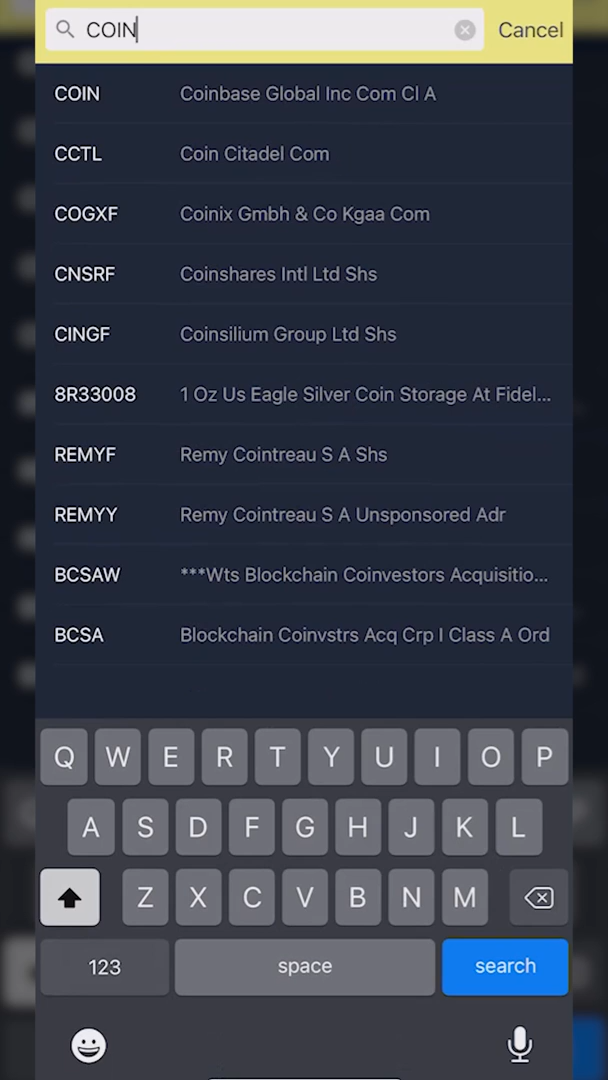 COIN Cancel
COIN Coinbase Global Inc Com Cl A
CCTL Coin Citadel Com
COGXF Coinix Gmbh & Co Kgaa Com
CNSRF Coinshares Intl Ltd Shs
CINGF Coinsilium Group Ltd Shs
8R33008 1 Oz Us Eagle Silver Coin Storage At Fidel...
REMYF Remy Cointreau S A Shs
REMYY Remy Cointreau S A Unsponsored Adr
BCSAW ***Wts Blockchain Coinvestors Acquisitio...
BCSA Blockchain Coinvstrs Acq Crp I Class A Ord
Q W E R T Y U I O P
A S D F G H J K L
Z X C V B N M
123 space search